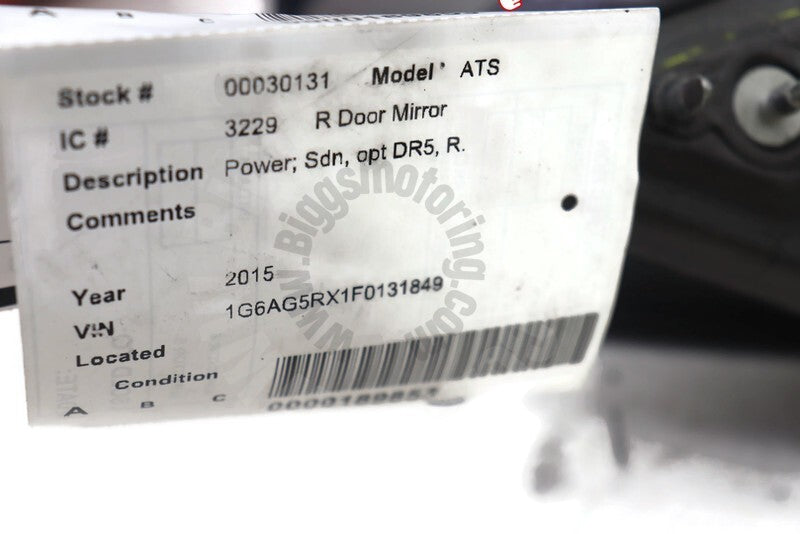 A B C
Stock # 00030131 Model ATS
IC # 3229 R Door Mirror
Description Power; Sdn, opt DR5, R.
Comments
Year 2015
VIN 1G6AG5RX1F0131849
Located
Condition
A B C 0000189851
www.Biggsmotoring.com